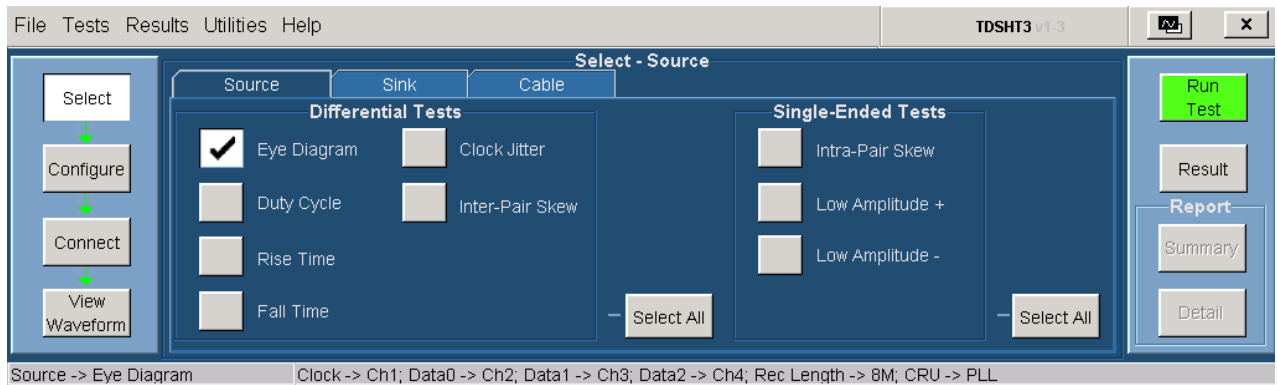 File Tests Results Utilities Help TDSHT3 v1-3 x
Select - Source
Source Sink Cable
Select
Configure
Connect
View
Waveform
Differential Tests
Eye Diagram Clock Jitter
Duty Cycle Inter-Pair Skew
Rise Time
Fall Time
Select All
Single-Ended Tests
Intra-Pair Skew
Low Amplitude +
Low Amplitude -
Select All
Run
Test
Result
Report
Summary
Detail
Source -> Eye Diagram Clock -> Ch1; Data0 -> Ch2; Data1 -> Ch3; Data2 -> Ch4; Rec Length -> 8M; CRU -> PLL